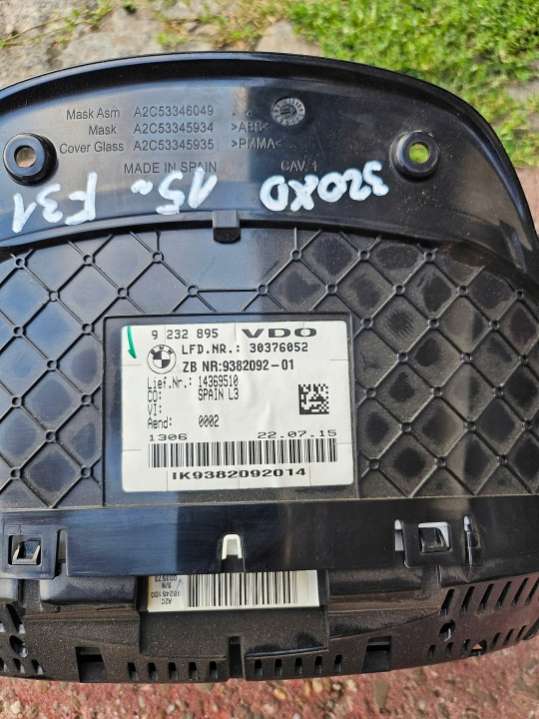 Mask Asm A2C53346049
Mask A2C53345934 >ABS<
Cover Glass A2C53345935 >PMMA<
MADE IN SPAIN CAV. 1
320XD 15~ F31
9 232 895 VDO
LFD.NR.: 30376052
ZB NR:9382092-01
Lief.Nr.: 14369510
CO: SPAIN L3
VI:
Aend: 0002
1306 22.07.15
IK9382092014
A2C